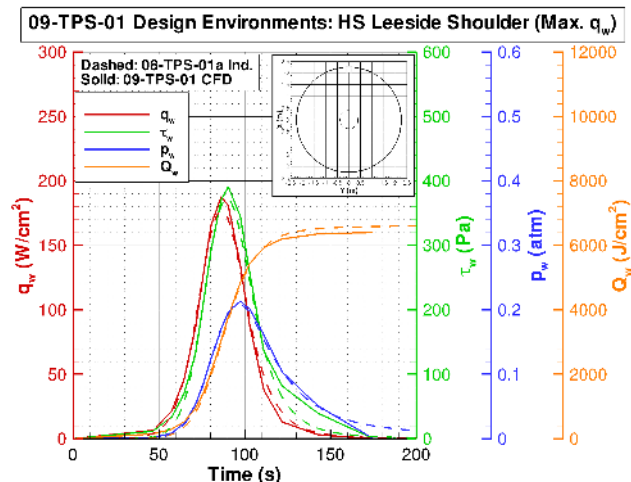 09-TPS-01 Design Environments: HS Leeside Shoulder (Max. q_w)
Dashed: 08-TPS-01a Ind.
Solid: 09-TPS-01 CFD
q_w
τ_w
p_w
Q_w
q_w (W/cm²)
300
250
200
150
100
50
0
τ_w (Pa)
600
500
400
300
200
100
0
p_w (atm)
0.6
0.5
0.4
0.3
0.2
0.1
0
Q_w (J/cm²)
12000
10000
8000
6000
4000
2000
0
0 50 100 150 200
Time (s)